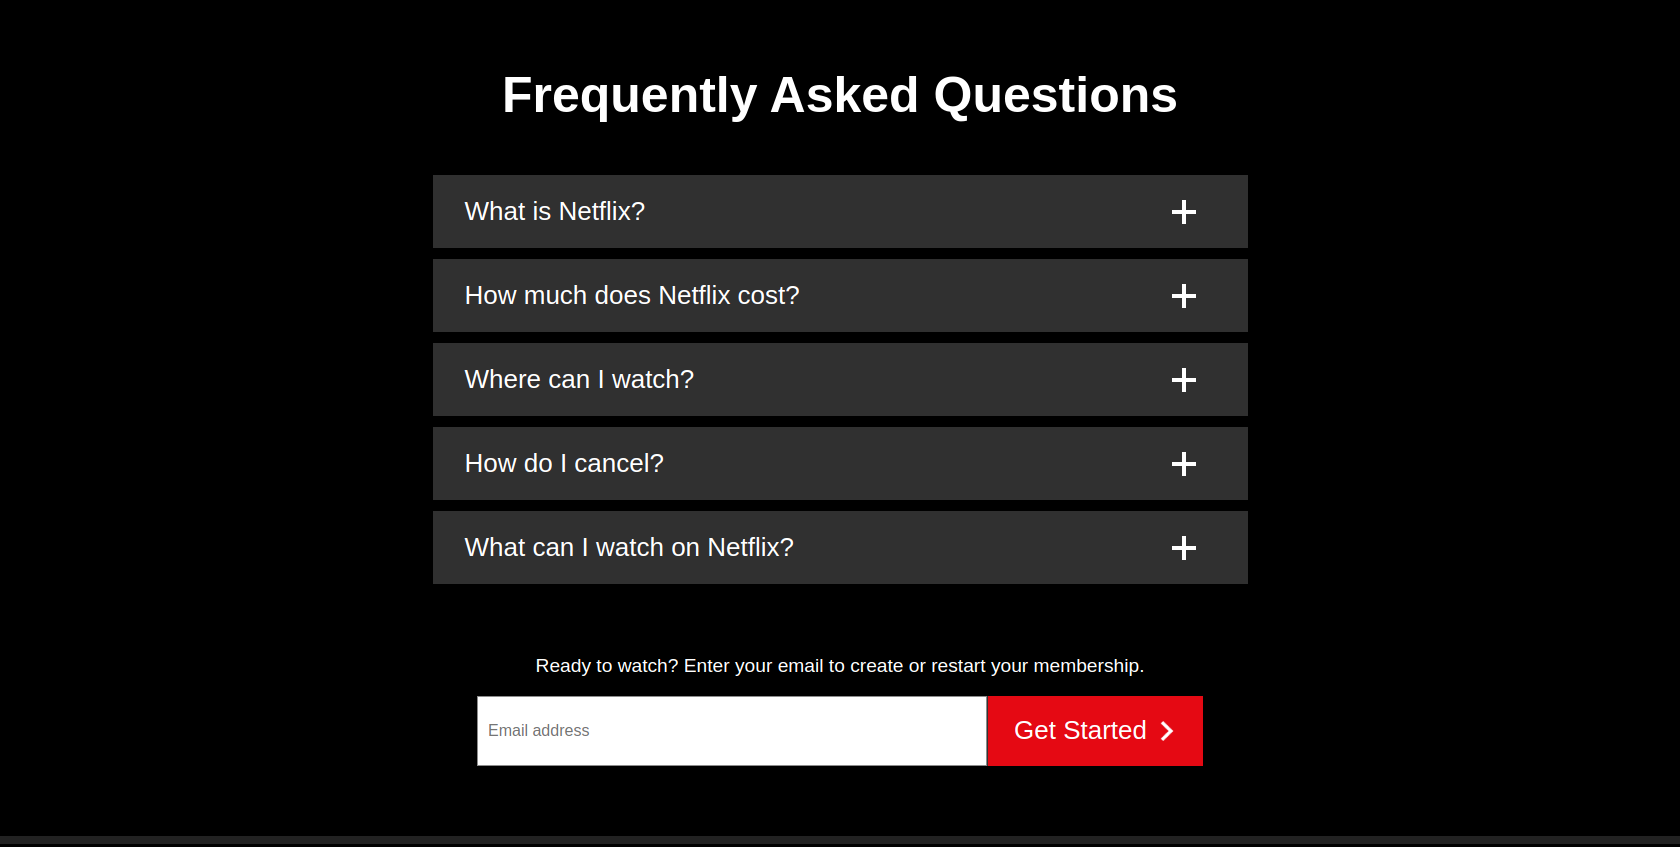 Frequently Asked Questions
What is Netflix?
How much does Netflix cost?
Where can I watch?
How do I cancel?
What can I watch on Netflix?
Ready to watch? Enter your email to create or restart your membership.
Email address
Get Started